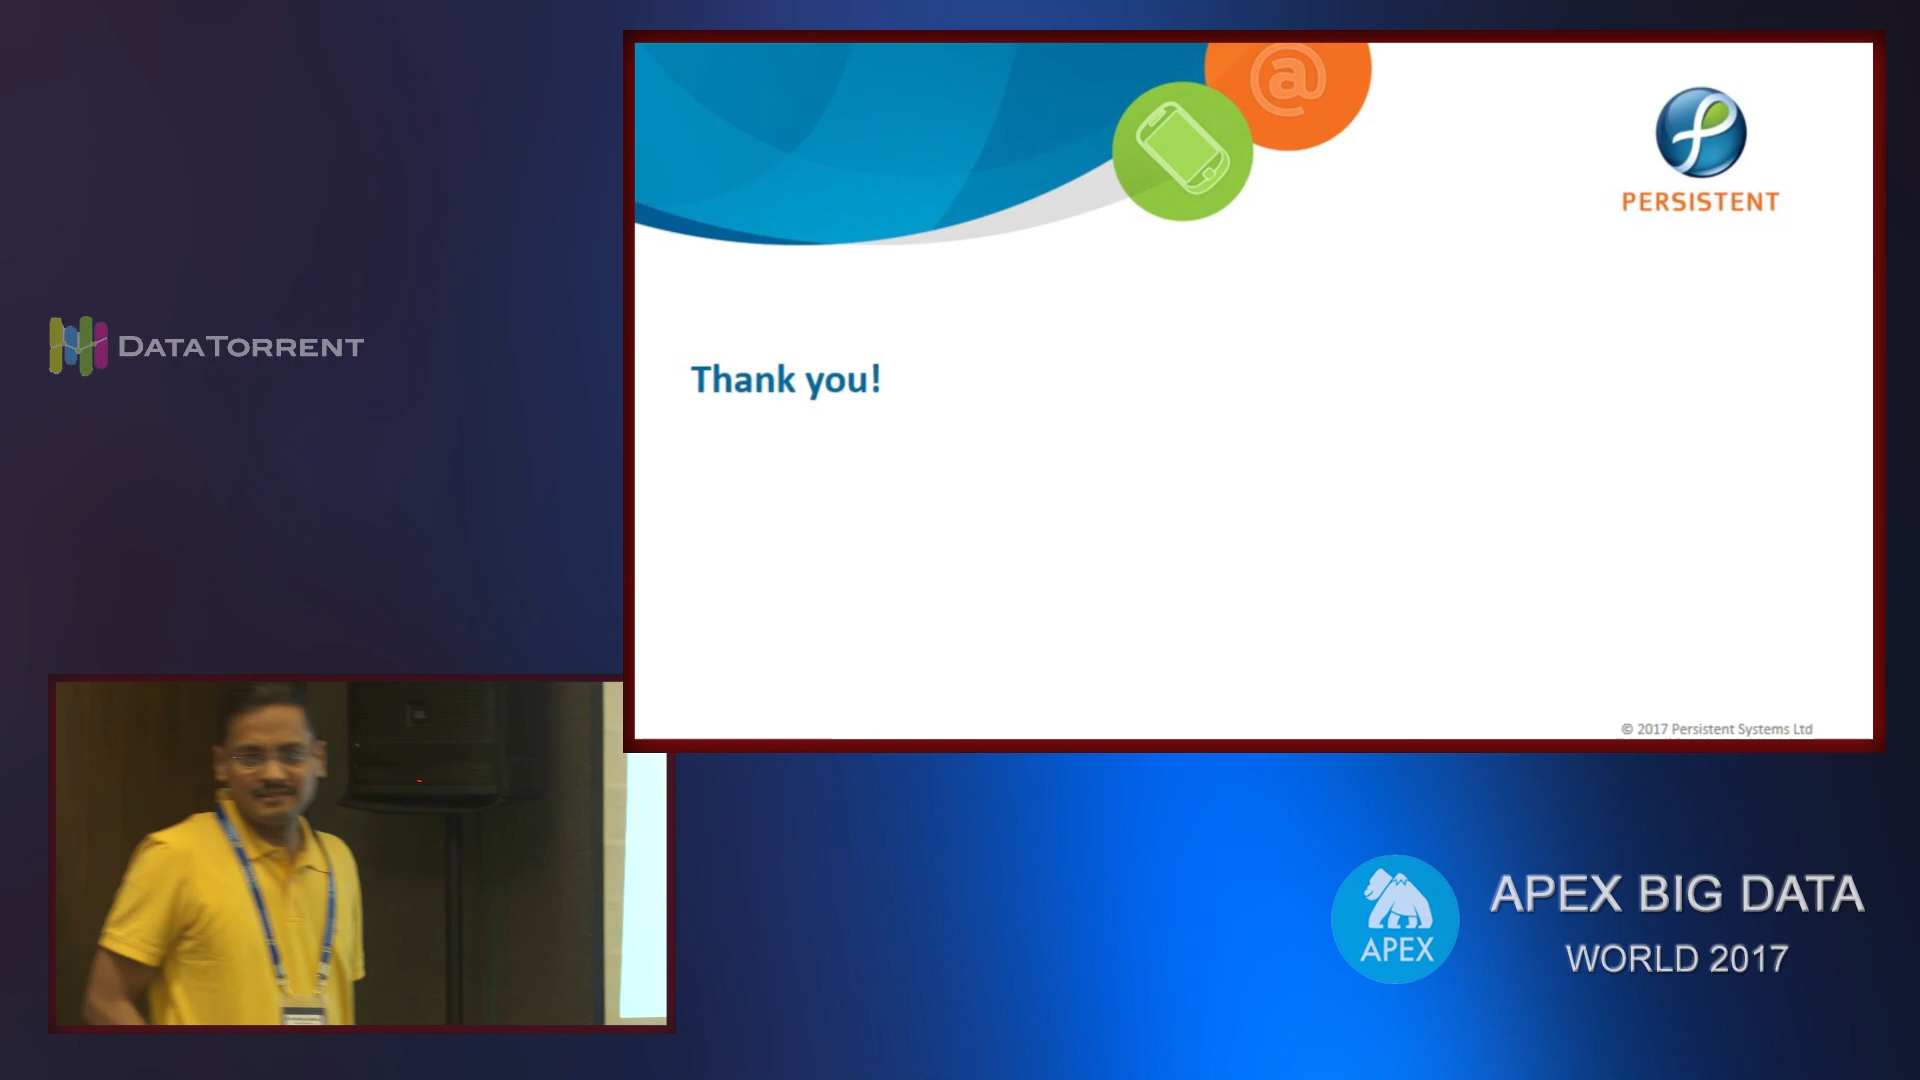 DATATORRENT
@
PERSISTENT
Thank you!
© 2017 Persistent Systems Ltd
APEX
APEX BIG DATA
WORLD 2017